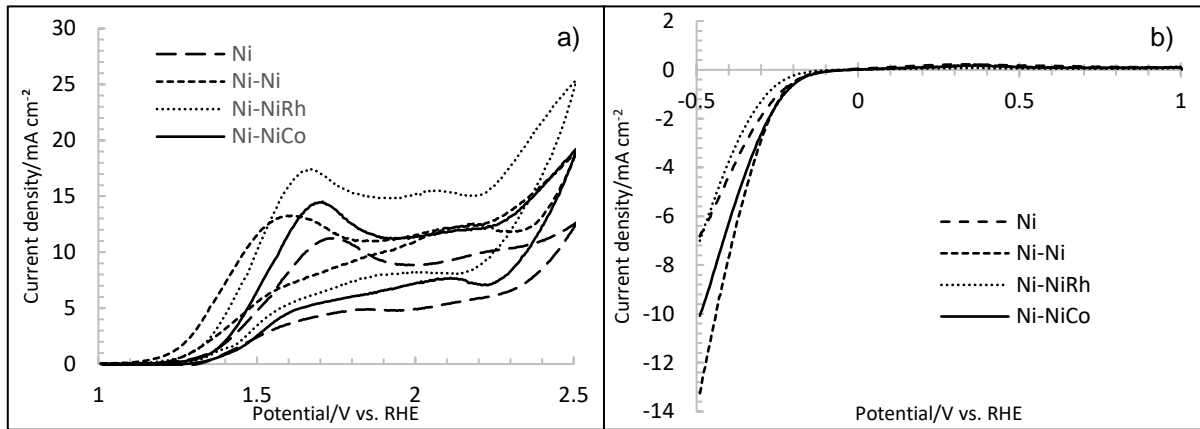 a)
30
25
20
15
10
5
0
1
1.5
2
2.5
Current density/mA cm⁻²
Potential/V vs. RHE
Ni
Ni-Ni
Ni-NiRh
Ni-NiCo
b)
2
0
-2
-4
-6
-8
-10
-12
-14
-0.5
0
0.5
1
Current density/mA cm⁻²
Potential/V vs. RHE
Ni
Ni-Ni
Ni-NiRh
Ni-NiCo